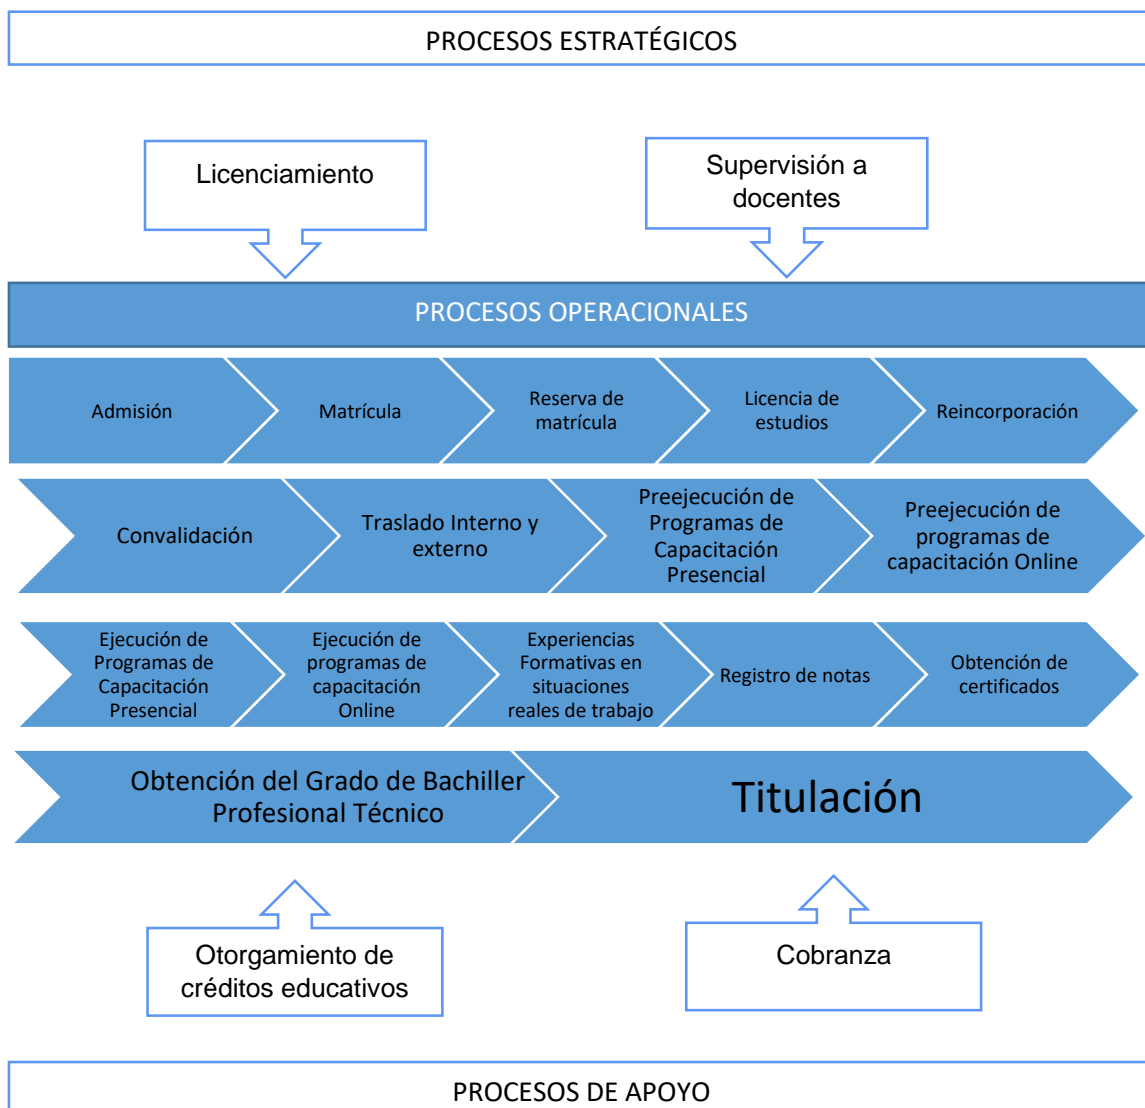 PROCESOS ESTRATÉGICOS
Licenciamiento
Supervisión a
docentes
PROCESOS OPERACIONALES
Admisión
Matrícula
Reserva de
matrícula
Licencia de
estudios
Reincorporación
Convalidación
Traslado Interno y
externo
Preejecución de
Programas de
Capacitación
Presencial
Preejecución de
programas de
capacitación Online
Ejecución de
Programas de
Capacitación
Presencial
Ejecución de
programas de
capacitación
Online
Experiencias
Formativas en
situaciones
reales de trabajo
Registro de notas
Obtención de
certificados
Obtención del Grado de Bachiller
Profesional Técnico
Titulación
Otorgamiento de
créditos educativos
Cobranza
PROCESOS DE APOYO